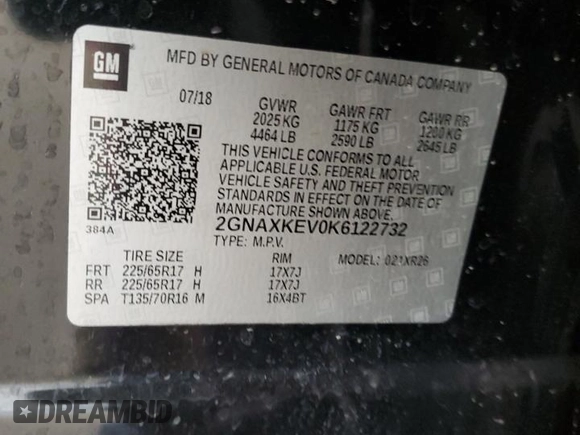 GM
MFD BY GENERAL MOTORS OF CANADA COMPANY
07/18 GVWR GAWR FRT GAWR RR
2025 KG 1175 KG 1200 KG
4464 LB 2590 LB 2645 LB
THIS VEHICLE CONFORMS TO ALL
APPLICABLE U.S. FEDERAL MOTOR
VEHICLE SAFETY AND THEFT PREVENTION
STANDARDS IN EFFECT ON THE DATE OF
MANUFACTURE SHOWN ABOVE.
384A
2GNAXKEV0K6122732
TYPE: M.P.V. MODEL: 021XR26
TIRE SIZE RIM
FRT 225/65R17 H 17X7J
RR 225/65R17 H 17X7J
SPA T135/70R16 M 16X4BT
DREAMBID